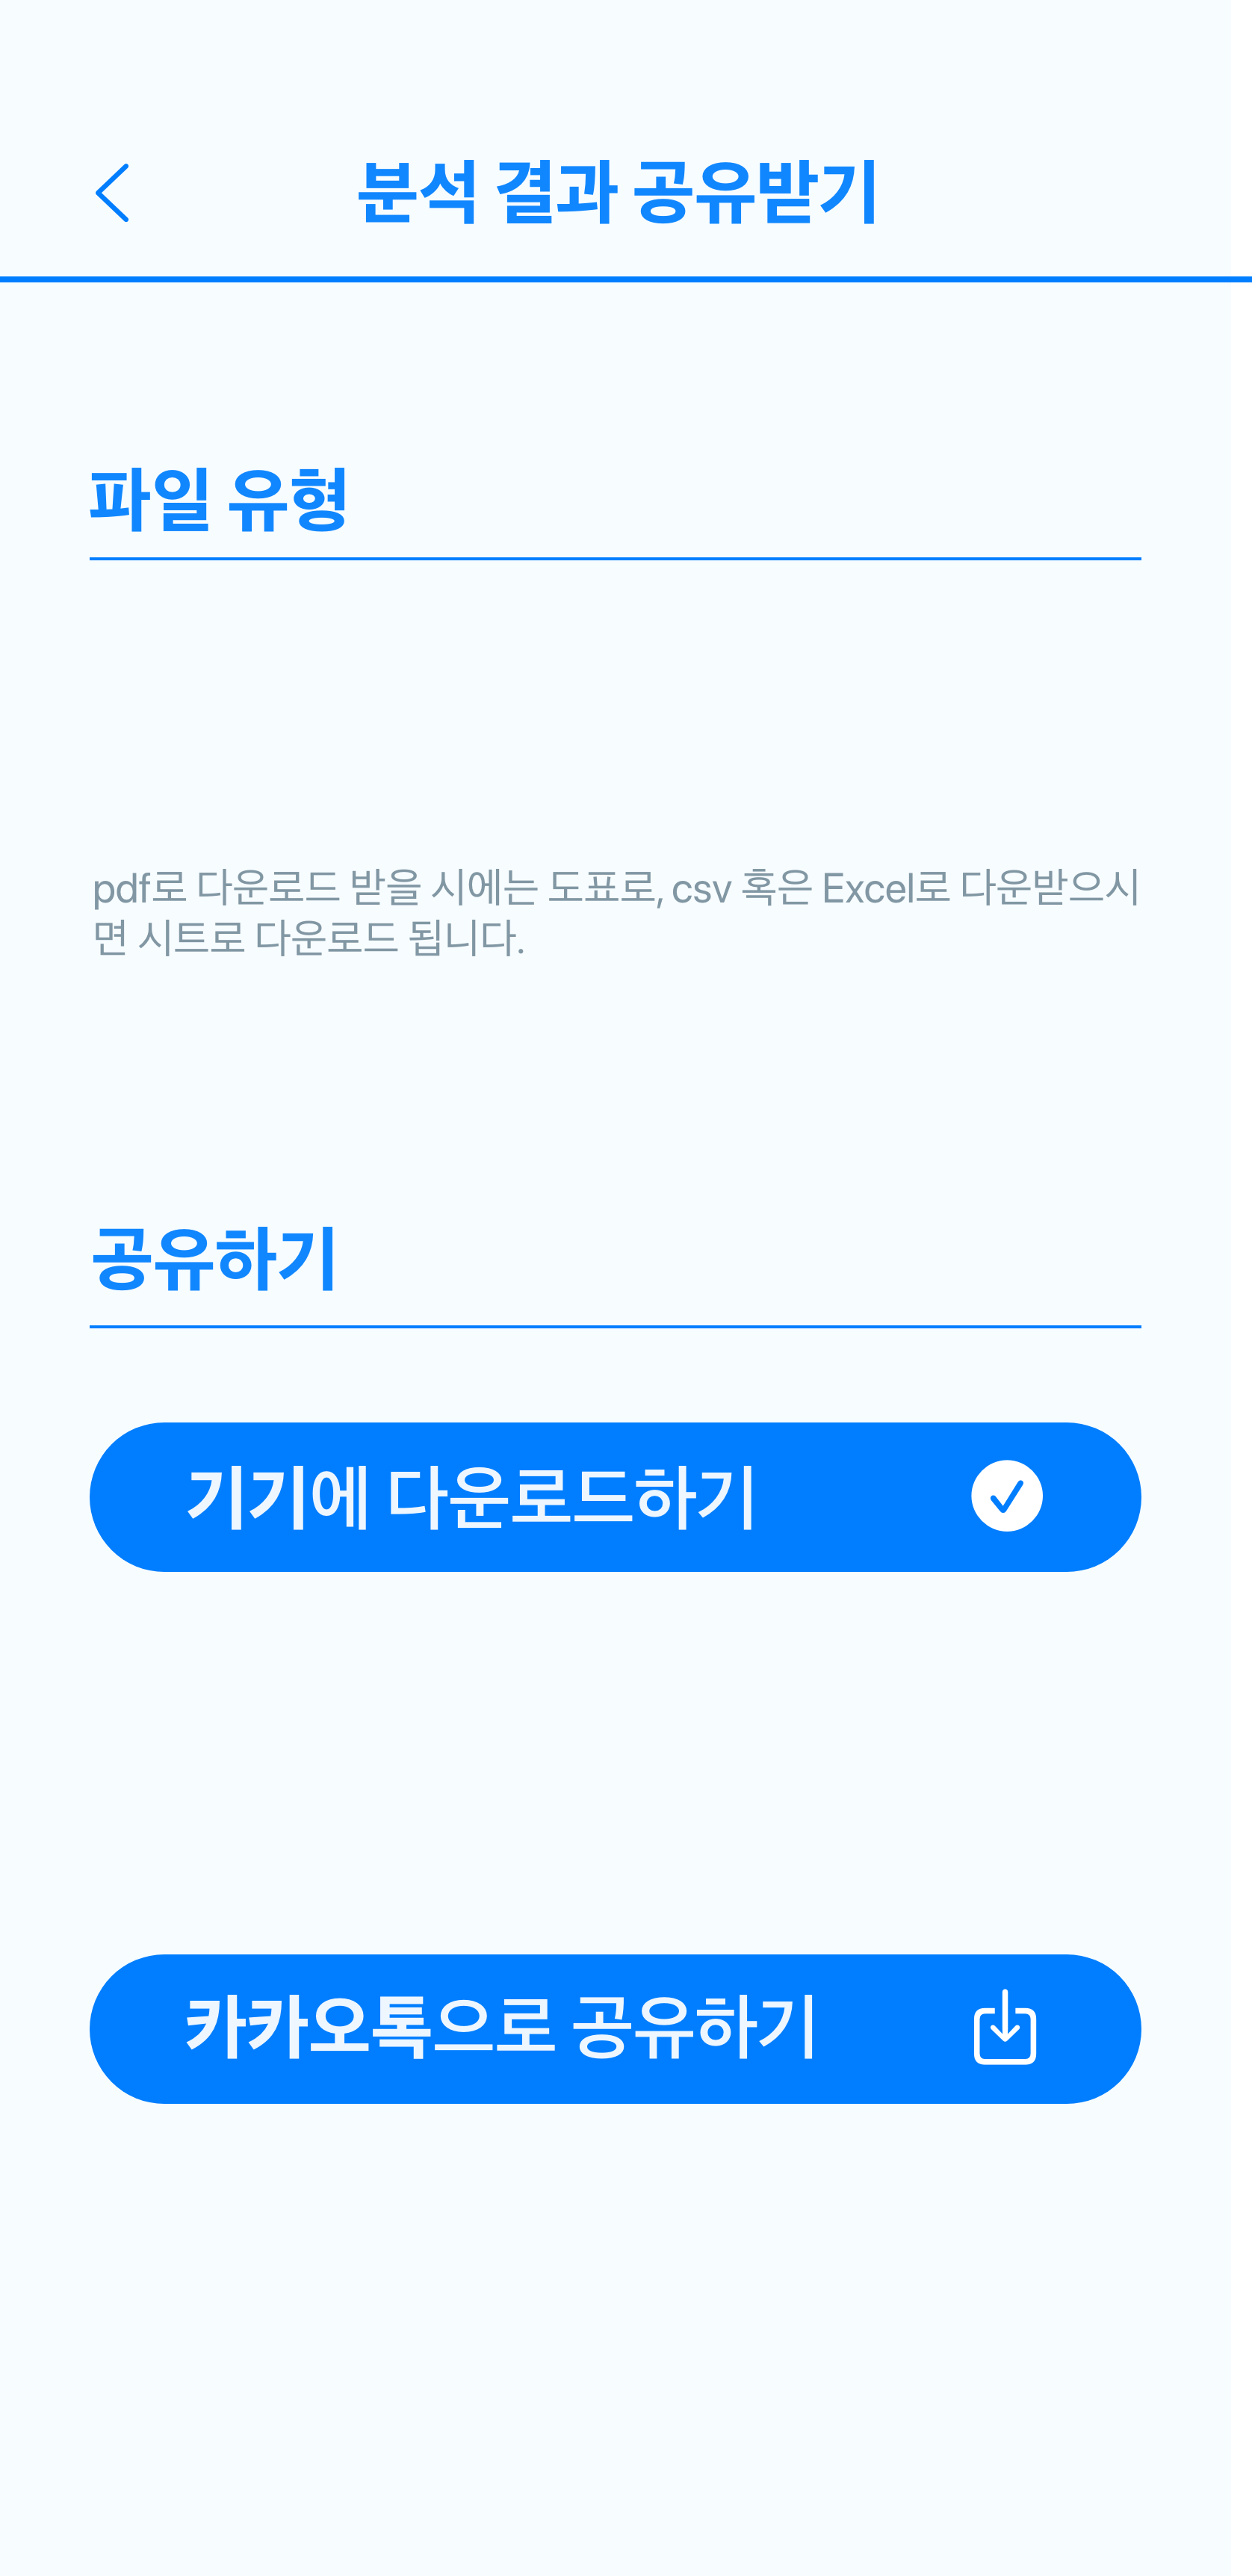 분석 결과 공유받기
파일 유형
pdf로 다운로드 받을 시에는 도표로, csv 혹은 Excel로 다운받으시
면 시트로 다운로드 됩니다.
공유하기
기기에 다운로드하기
카카오톡으로 공유하기